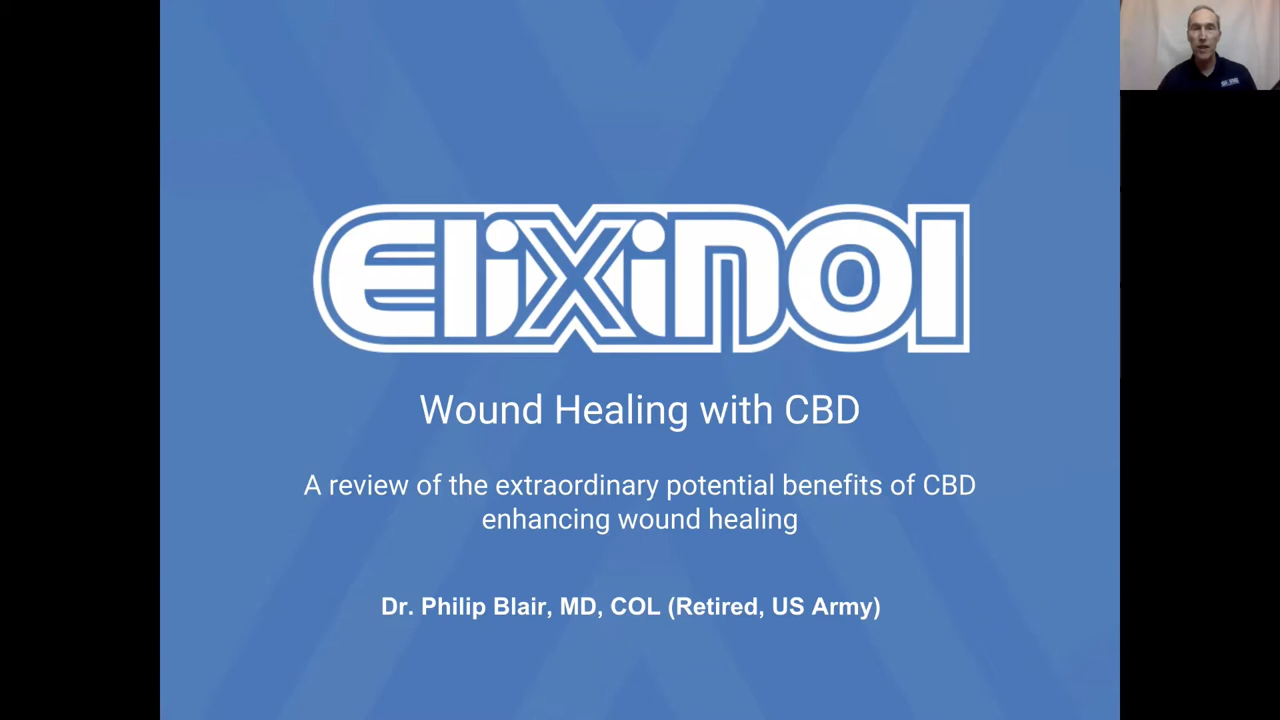 Elixinol
Wound Healing with CBD
A review of the extraordinary potential benefits of CBD
enhancing wound healing
Dr. Philip Blair, MD, COL (Retired, US Army)